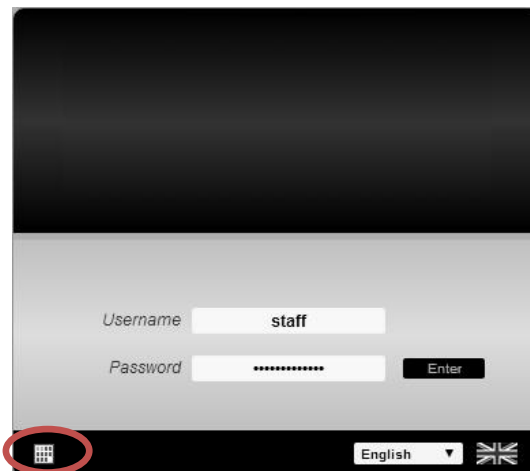 Username staff
Password •••••••••••••
Enter
English ▼